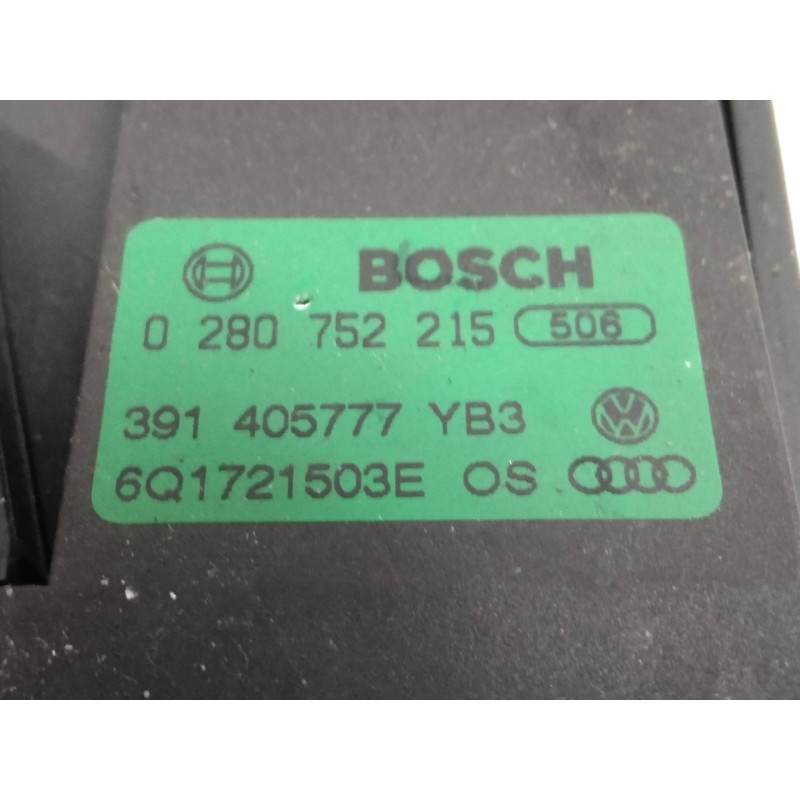 BOSCH
0 280 752 215 506
391 405777 YB3
6Q1721503E OS